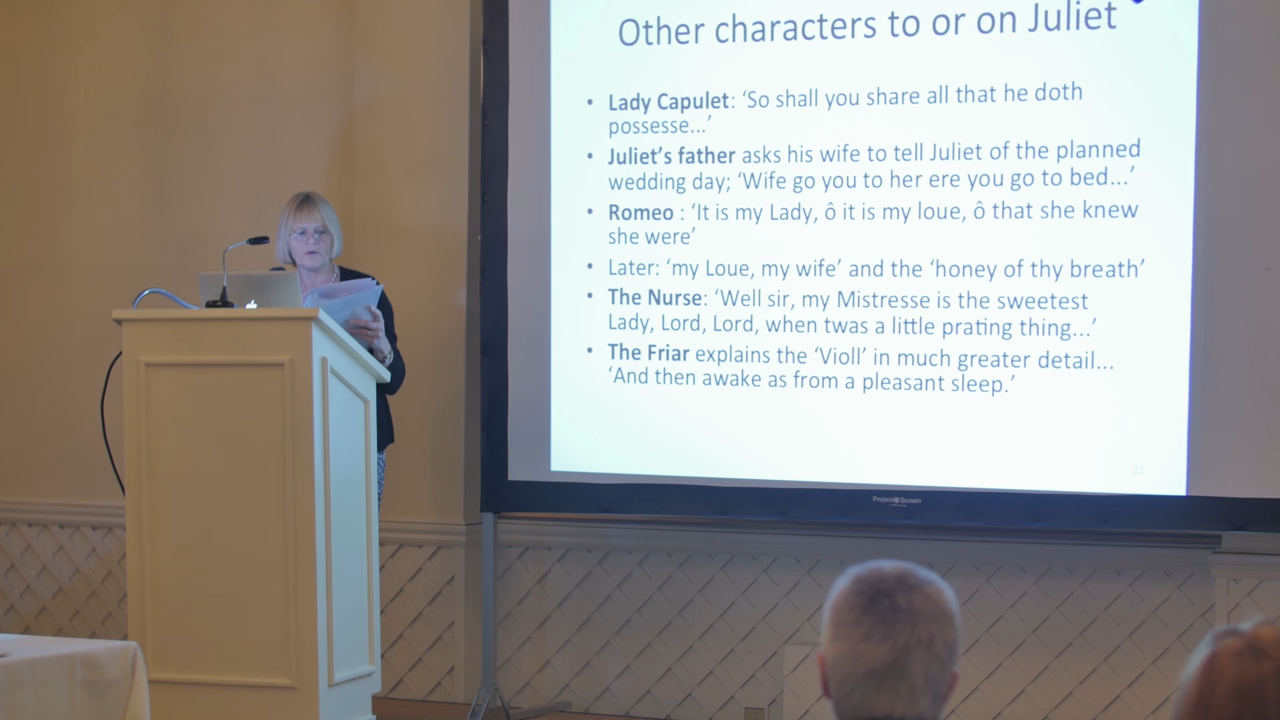 Other characters to or on Juliet
• Lady Capulet: ‘So shall you share all that he doth
possesse...’
• Juliet’s father asks his wife to tell Juliet of the planned
wedding day; ‘Wife go you to her ere you go to bed...’
• Romeo : ‘It is my Lady, ô it is my loue, ô that she knew
she were’
• Later: ‘my Loue, my wife’ and the ‘honey of thy breath’
• The Nurse: ‘Well sir, my Mistresse is the sweetest
Lady, Lord, Lord, when twas a little prating thing...’
• The Friar explains the ‘Violl’ in much greater detail...
‘And then awake as from a pleasant sleep.’
22
Project Screen